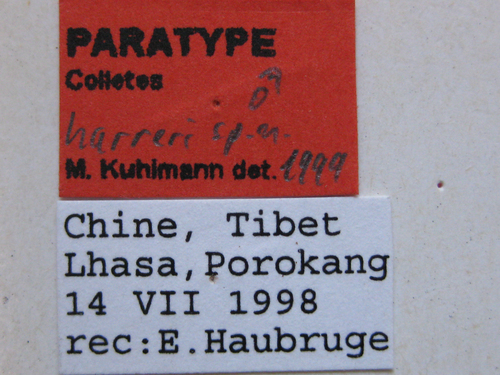 PARATYPE
Colletes
♂
harreri sp.n.
M. Kuhlmann det. 1999
Chine, Tibet
Lhasa, Porokang
14 VII 1998
rec:E.Haubruge